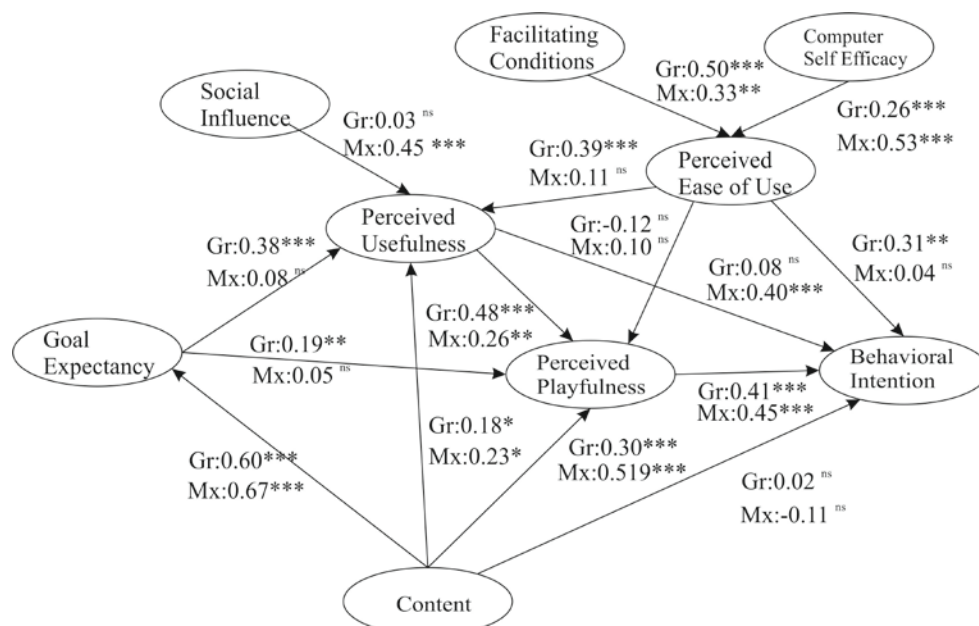 Facilitating
Conditions
Computer
Self Efficacy
Social
Influence
Gr:0.50***
Mx:0.33**
Gr:0.26***
Mx:0.53***
Gr:0.03 ns
Mx:0.45 ***
Gr:0.39***
Mx:0.11 ns
Perceived
Ease of Use
Perceived
Usefulness
Gr:-0.12 ns
Mx:0.10 ns
Gr:0.38***
Mx:0.08 ns
Gr:0.31**
Mx:0.04 ns
Gr:0.08 ns
Mx:0.40***
Gr:0.48***
Mx:0.26**
Goal
Expectancy
Gr:0.19**
Mx:0.05 ns
Perceived
Playfulness
Behavioral
Intention
Gr:0.41***
Mx:0.45***
Gr:0.18*
Mx:0.23*
Gr:0.30***
Mx:0.519***
Gr:0.60***
Mx:0.67***
Gr:0.02 ns
Mx:-0.11 ns
Content